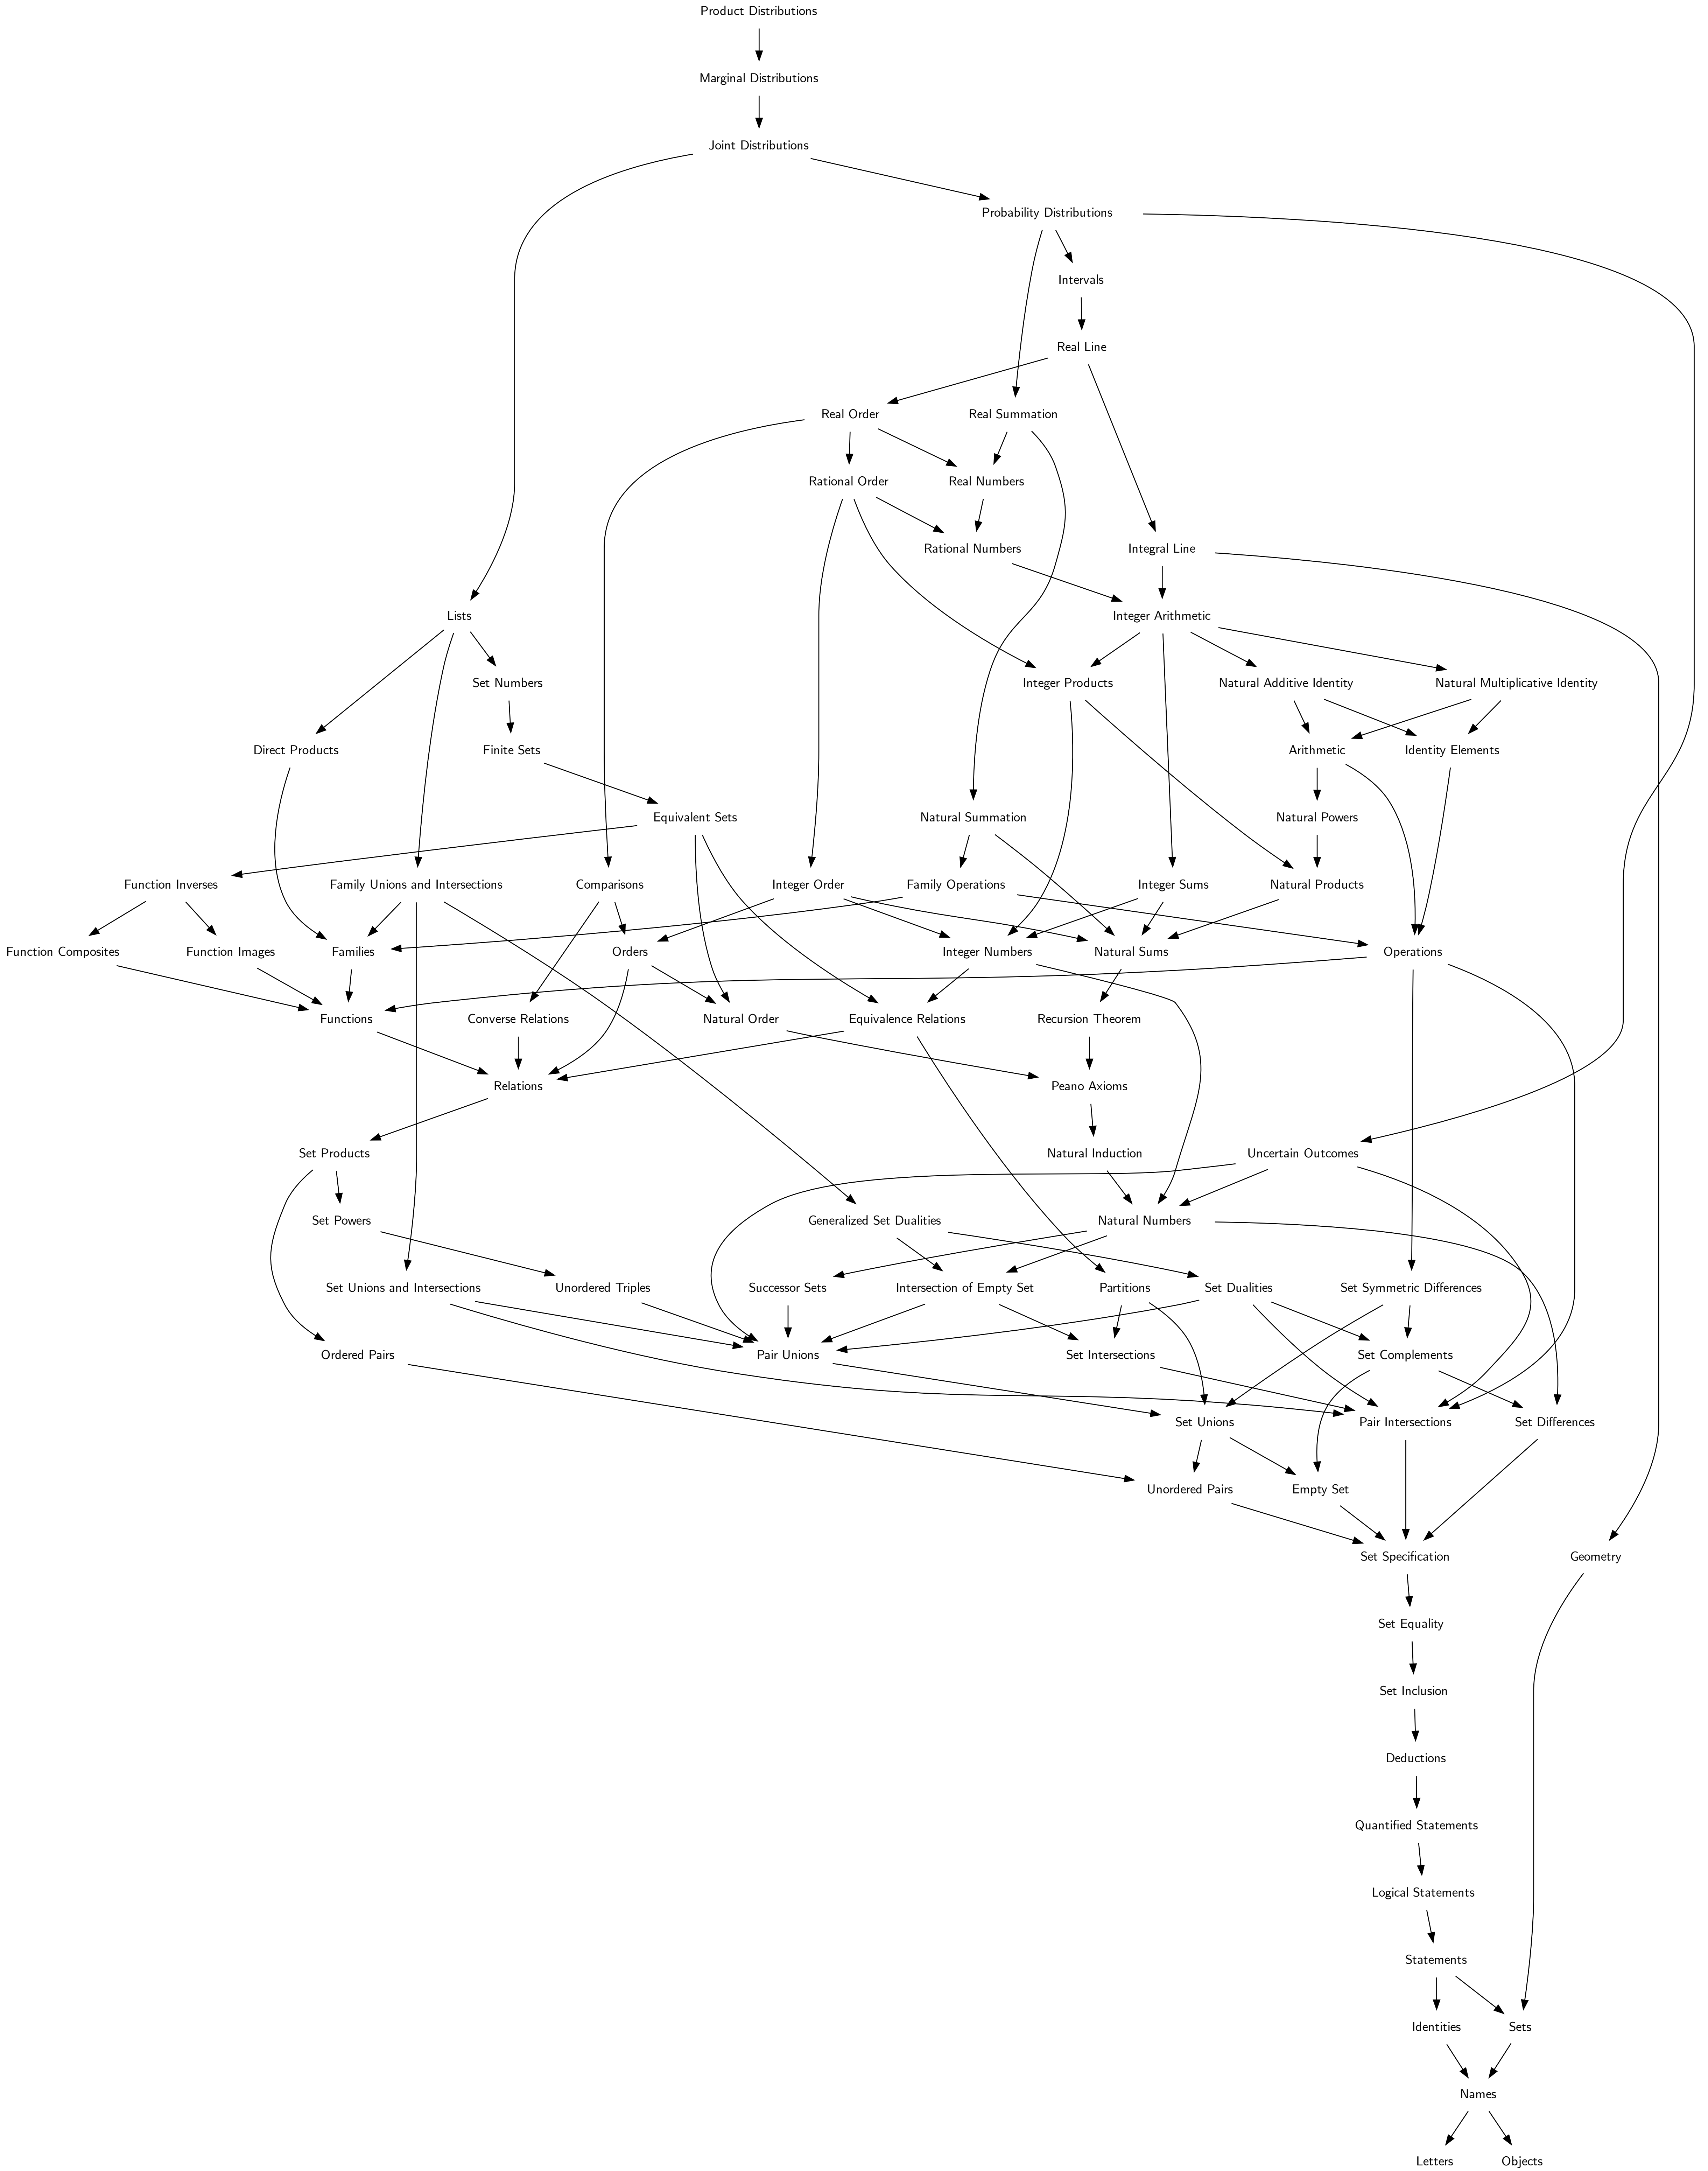 Product Distributions
Marginal Distributions
Joint Distributions
Probability Distributions
Intervals
Real Line
Real Order
Real Summation
Rational Order
Real Numbers
Rational Numbers
Integral Line
Lists
Integer Arithmetic
Set Numbers
Integer Products
Natural Additive Identity
Natural Multiplicative Identity
Direct Products
Finite Sets
Arithmetic
Identity Elements
Equivalent Sets
Natural Summation
Natural Powers
Function Inverses
Family Unions and Intersections
Comparisons
Integer Order
Family Operations
Integer Sums
Natural Products
Function Composites
Function Images
Families
Orders
Integer Numbers
Natural Sums
Operations
Functions
Converse Relations
Natural Order
Equivalence Relations
Recursion Theorem
Relations
Peano Axioms
Set Products
Natural Induction
Uncertain Outcomes
Set Powers
Generalized Set Dualities
Natural Numbers
Set Unions and Intersections
Unordered Triples
Successor Sets
Intersection of Empty Set
Partitions
Set Dualities
Set Symmetric Differences
Ordered Pairs
Pair Unions
Set Intersections
Set Complements
Set Unions
Pair Intersections
Set Differences
Unordered Pairs
Empty Set
Set Specification
Geometry
Set Equality
Set Inclusion
Deductions
Quantified Statements
Logical Statements
Statements
Identities
Sets
Names
Letters
Objects